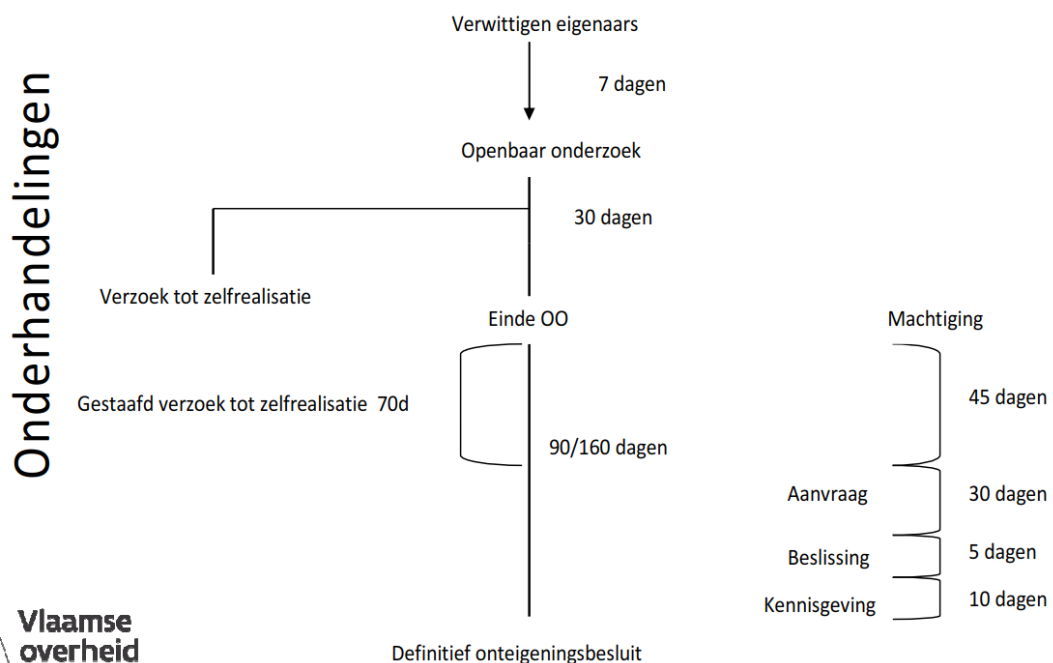 Onderhandelingen
Verwittigen eigenaars
7 dagen
Openbaar onderzoek
30 dagen
Verzoek tot zelfrealisatie
Einde OO
Machtiging
Gestaafd verzoek tot zelfrealisatie 70d
45 dagen
90/160 dagen
Aanvraag
30 dagen
Beslissing
5 dagen
Kennisgeving
10 dagen
Vlaamse
overheid
Definitief onteigeningsbesluit